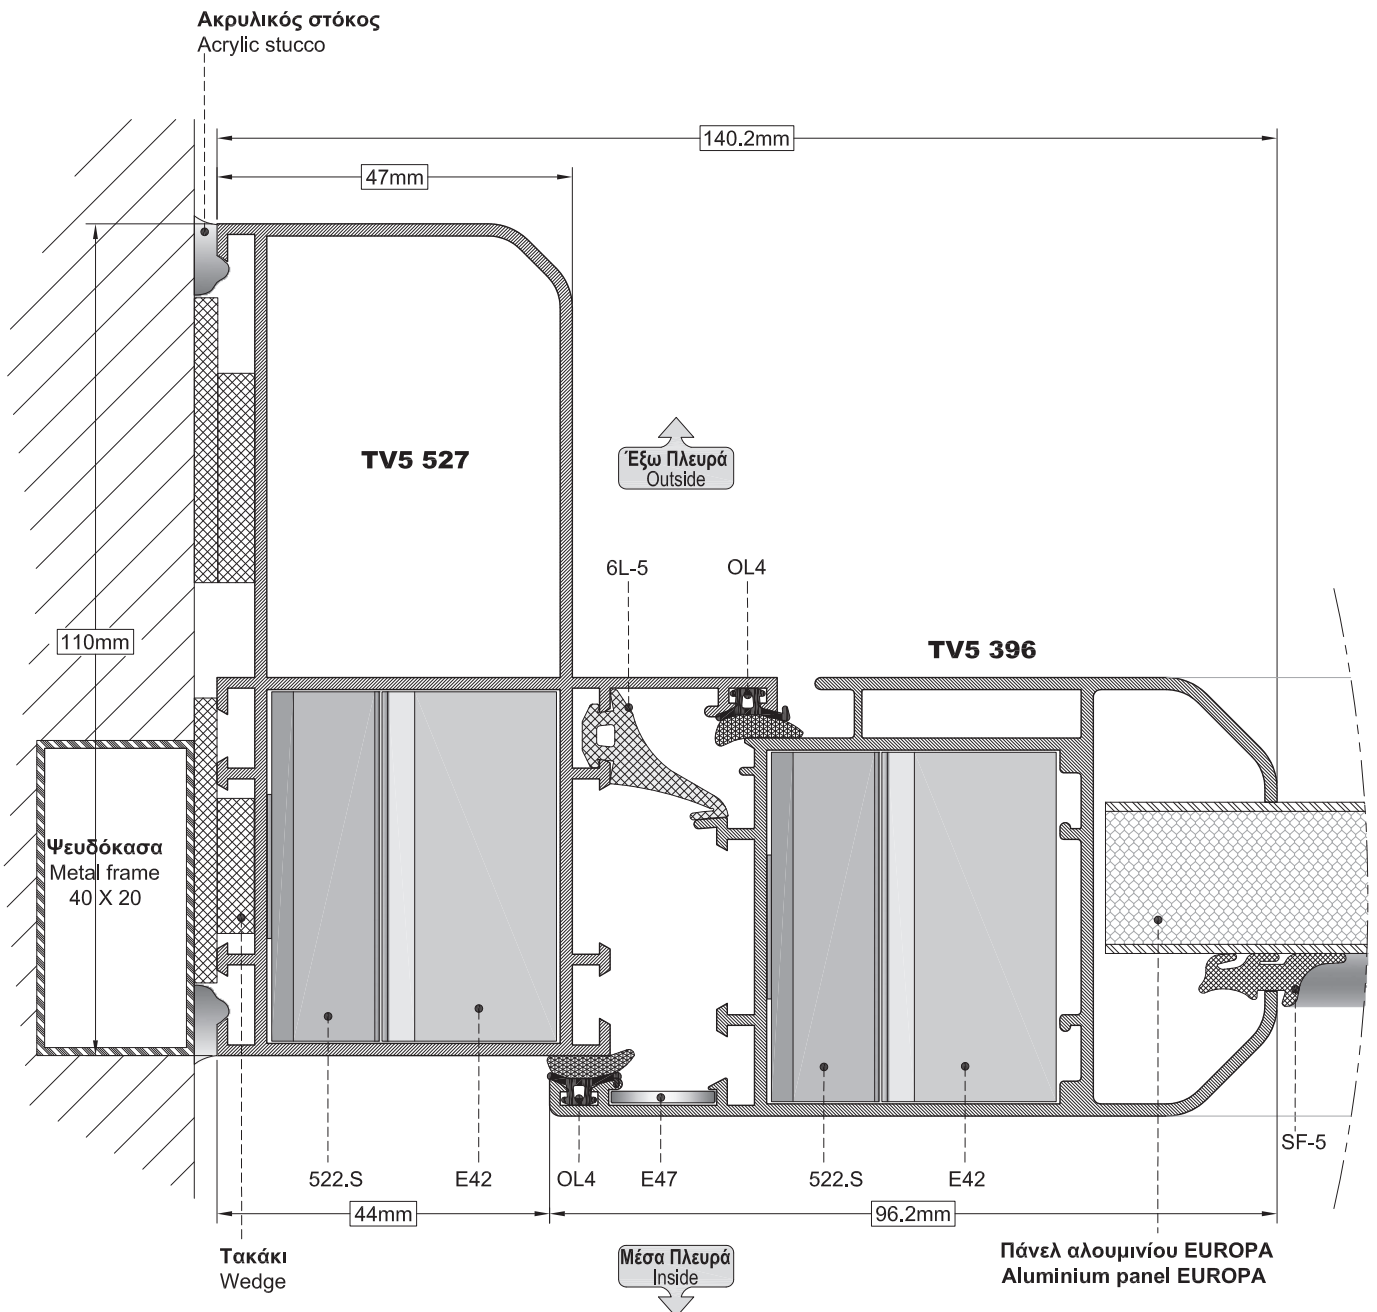 Ακρυλικός στόκος
Acrylic stucco
140.2mm
47mm
TV5 527
Έξω Πλευρά
Outside
6L-5
OL4
110mm
TV5 396
Ψευδόκασα
Metal frame
40 X 20
SF-5
522.S
E42
OL4
E47
522.S
E42
44mm
96.2mm
Τακάκι
Wedge
Μέσα Πλευρά
Inside
Πάνελ αλουμινίου EUROPA
Aluminium panel EUROPA